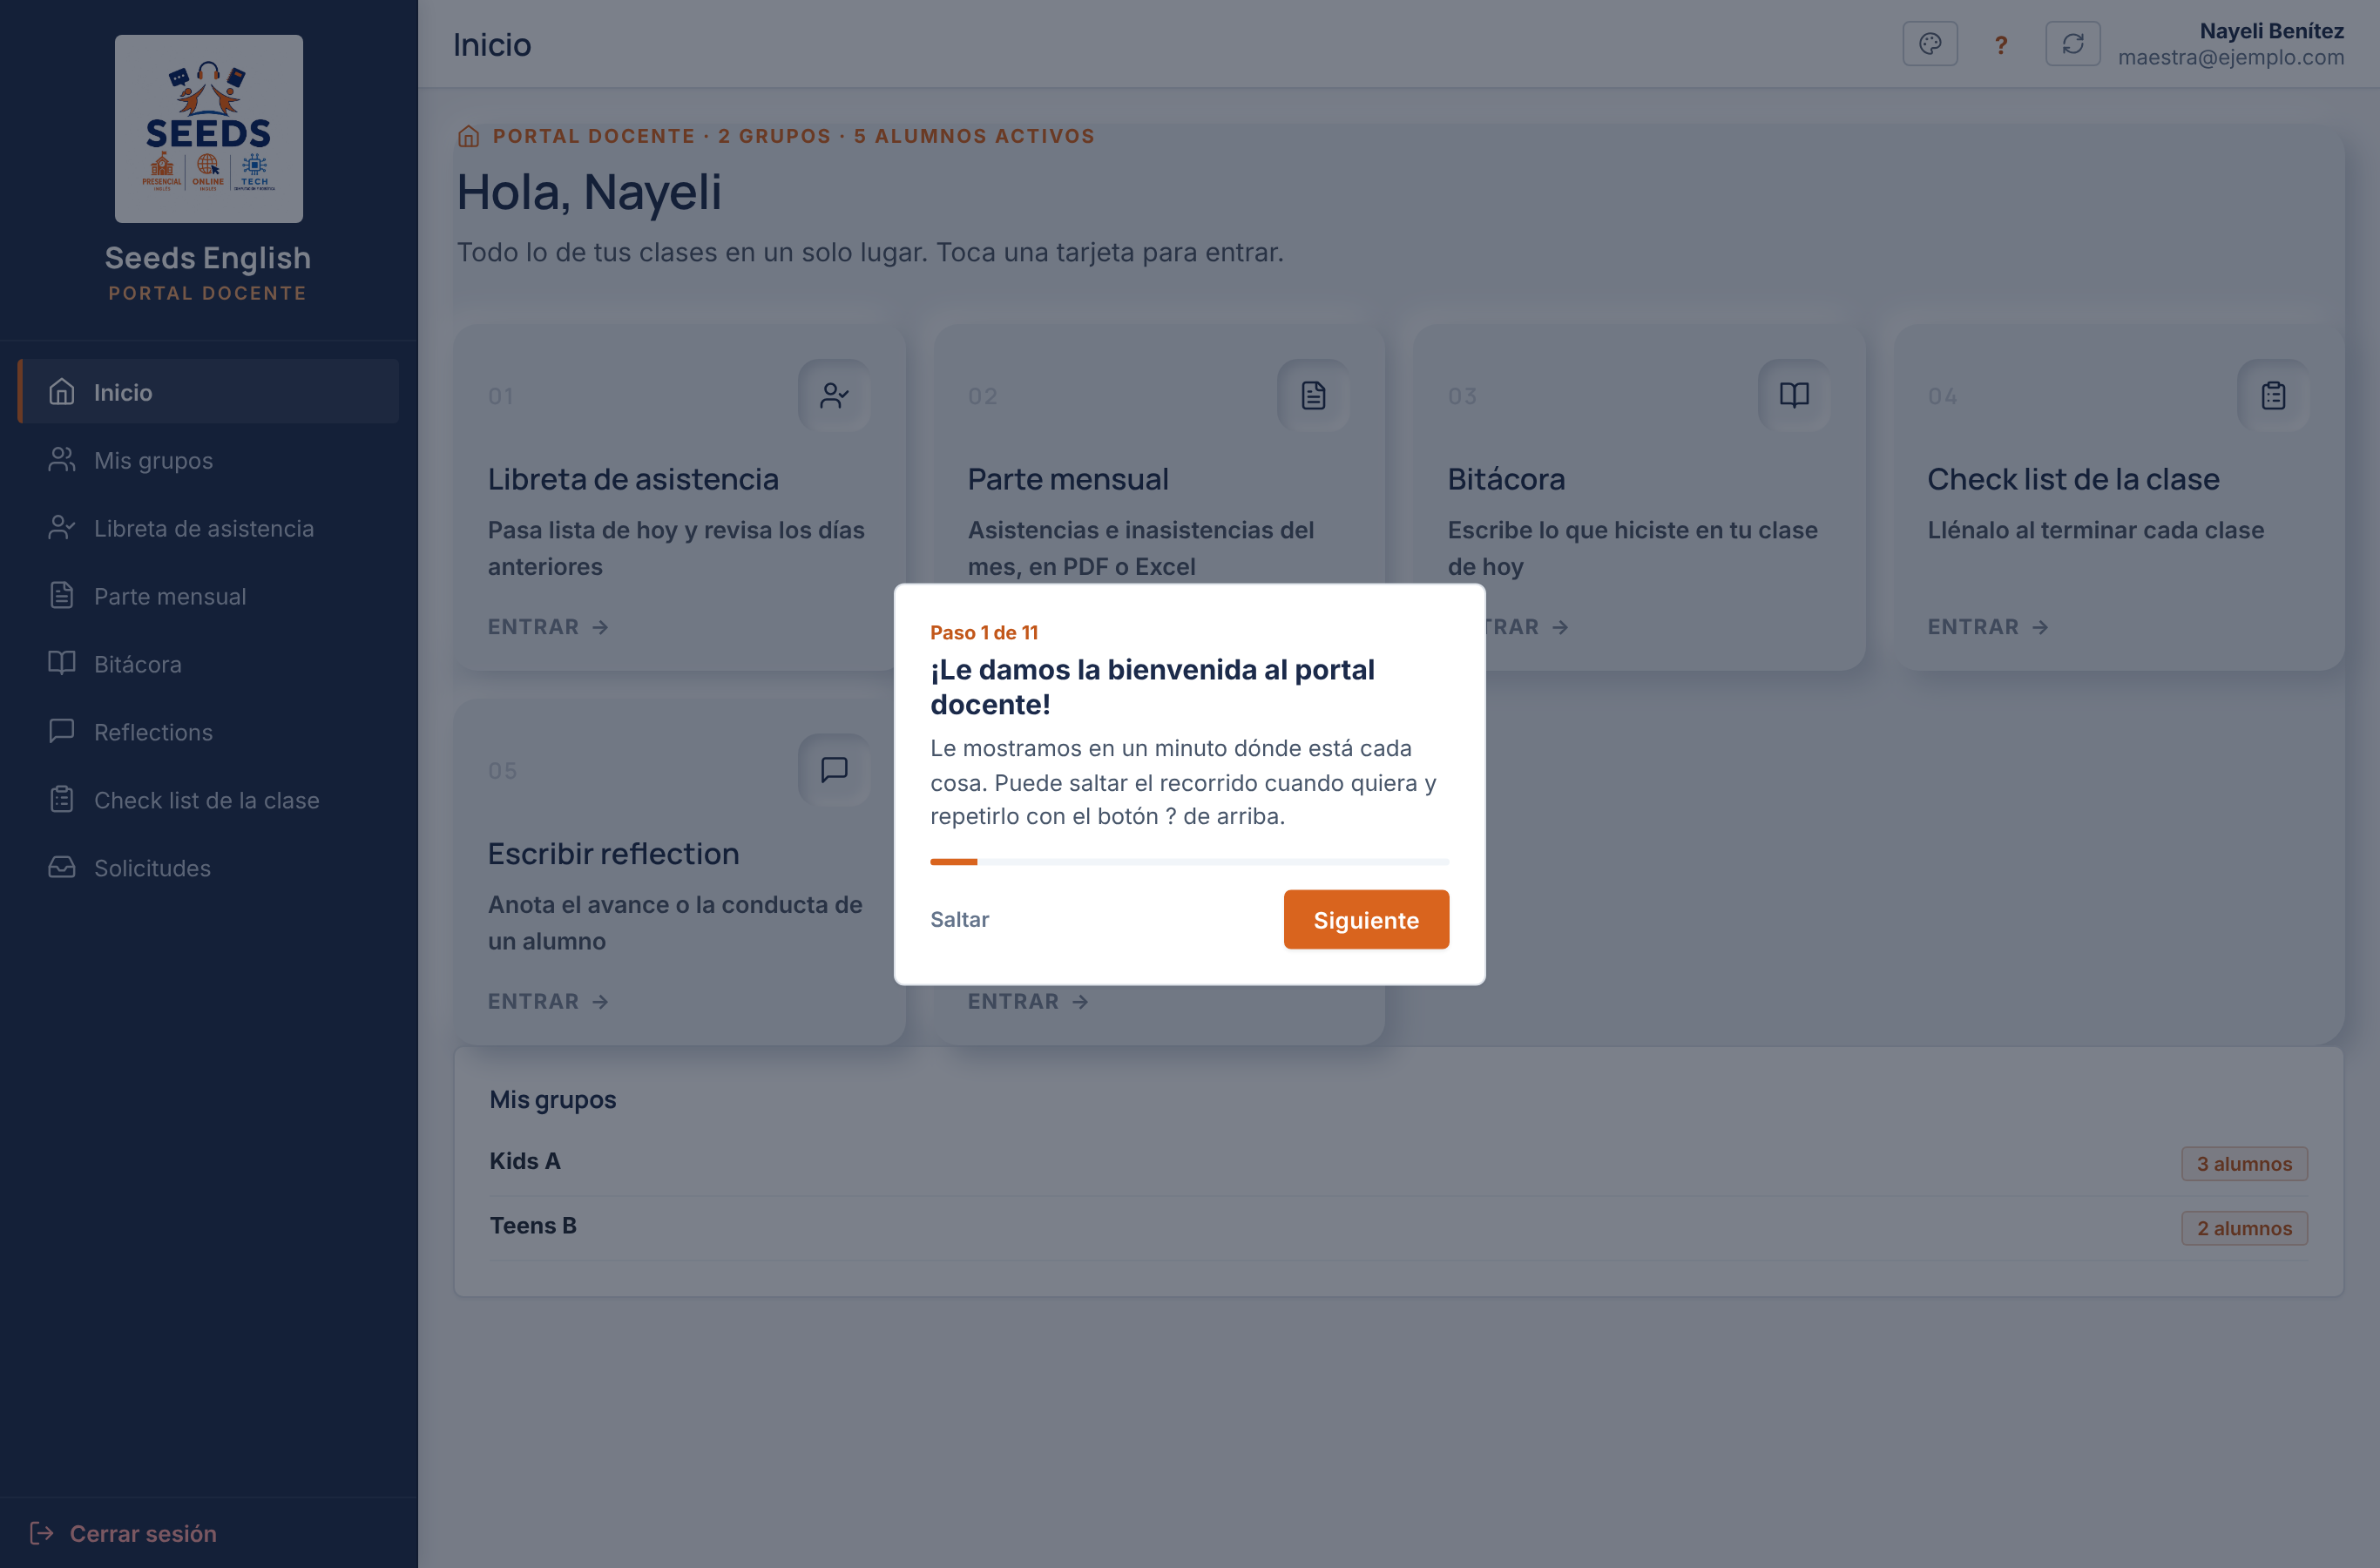 SEEDS
PRESENCIAL
INGLÉS
ONLINE
INGLÉS
TECH
Seeds English
PORTAL DOCENTE
Inicio
Mis grupos
Libreta de asistencia
Parte mensual
Bitácora
Reflections
Check list de la clase
Solicitudes
Cerrar sesión
Inicio
?
Nayeli Benítez
maestra@ejemplo.com
PORTAL DOCENTE · 2 GRUPOS · 5 ALUMNOS ACTIVOS
Hola, Nayeli
Todo lo de tus clases en un solo lugar. Toca una tarjeta para entrar.
01
Libreta de asistencia
Pasa lista de hoy y revisa los días
anteriores
ENTRAR →
02
Parte mensual
Asistencias e inasistencias del
mes, en PDF o Excel
03
Bitácora
Escribe lo que hiciste en tu clase
de hoy
TRAR →
04
Check list de la clase
Llénalo al terminar cada clase
ENTRAR →
05
Escribir reflection
Anota el avance o la conducta de
un alumno
ENTRAR →
ENTRAR →
Paso 1 de 11
¡Le damos la bienvenida al portal
docente!
Le mostramos en un minuto dónde está cada
cosa. Puede saltar el recorrido cuando quiera y
repetirlo con el botón ? de arriba.
Saltar
Siguiente
Mis grupos
Kids A
3 alumnos
Teens B
2 alumnos